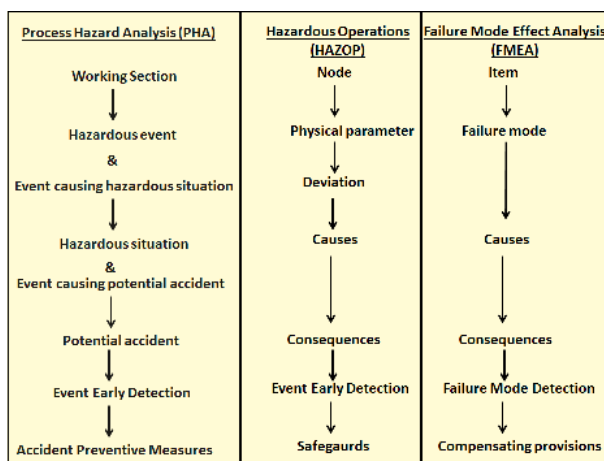 Process Hazard Analysis (PHA)
Working Section
Hazardous event
&
Event causing hazardous situation
Hazardous situation
&
Event causing potential accident
Potential accident
Event Early Detection
Accident Preventive Measures
Hazardous Operations
(HAZOP)
Node
Physical parameter
Deviation
Causes
Consequences
Event Early Detection
Safegaurds
Failure Mode Effect Analysis
(FMEA)
Item
Failure mode
Causes
Consequences
Failure Mode Detection
Compensating provisions